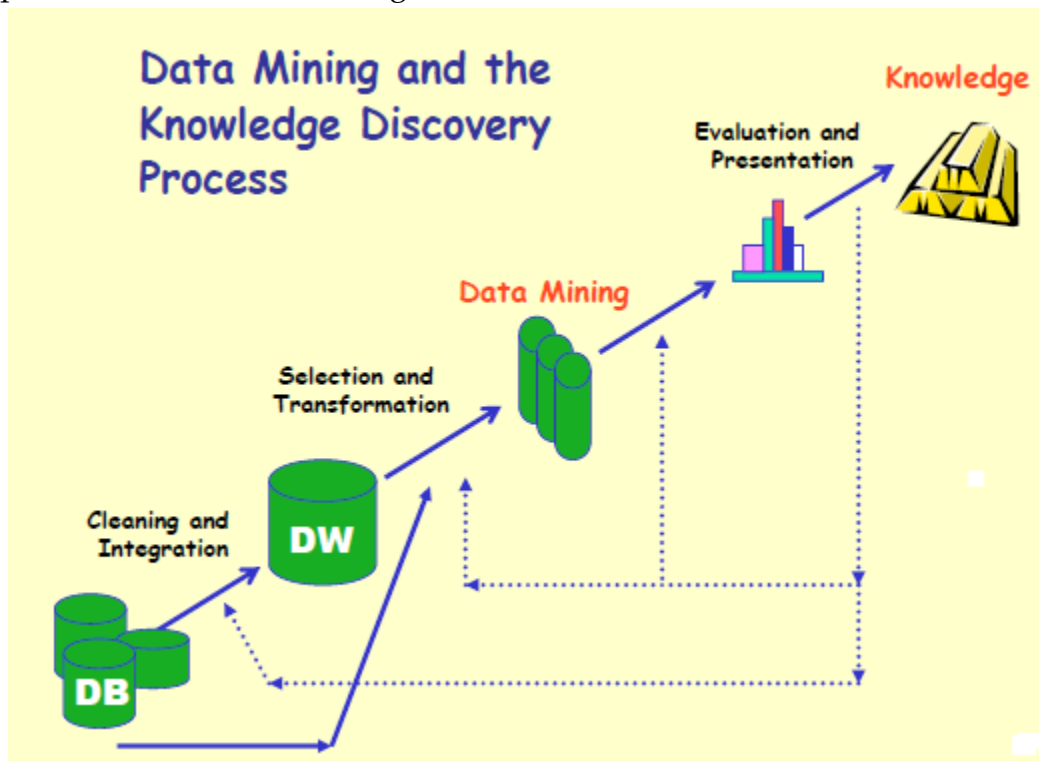 Data Mining and the
Knowledge Discovery
Process
Knowledge
Evaluation and
Presentation
Data Mining
Selection and
Transformation
Cleaning and
Integration
DW
DB